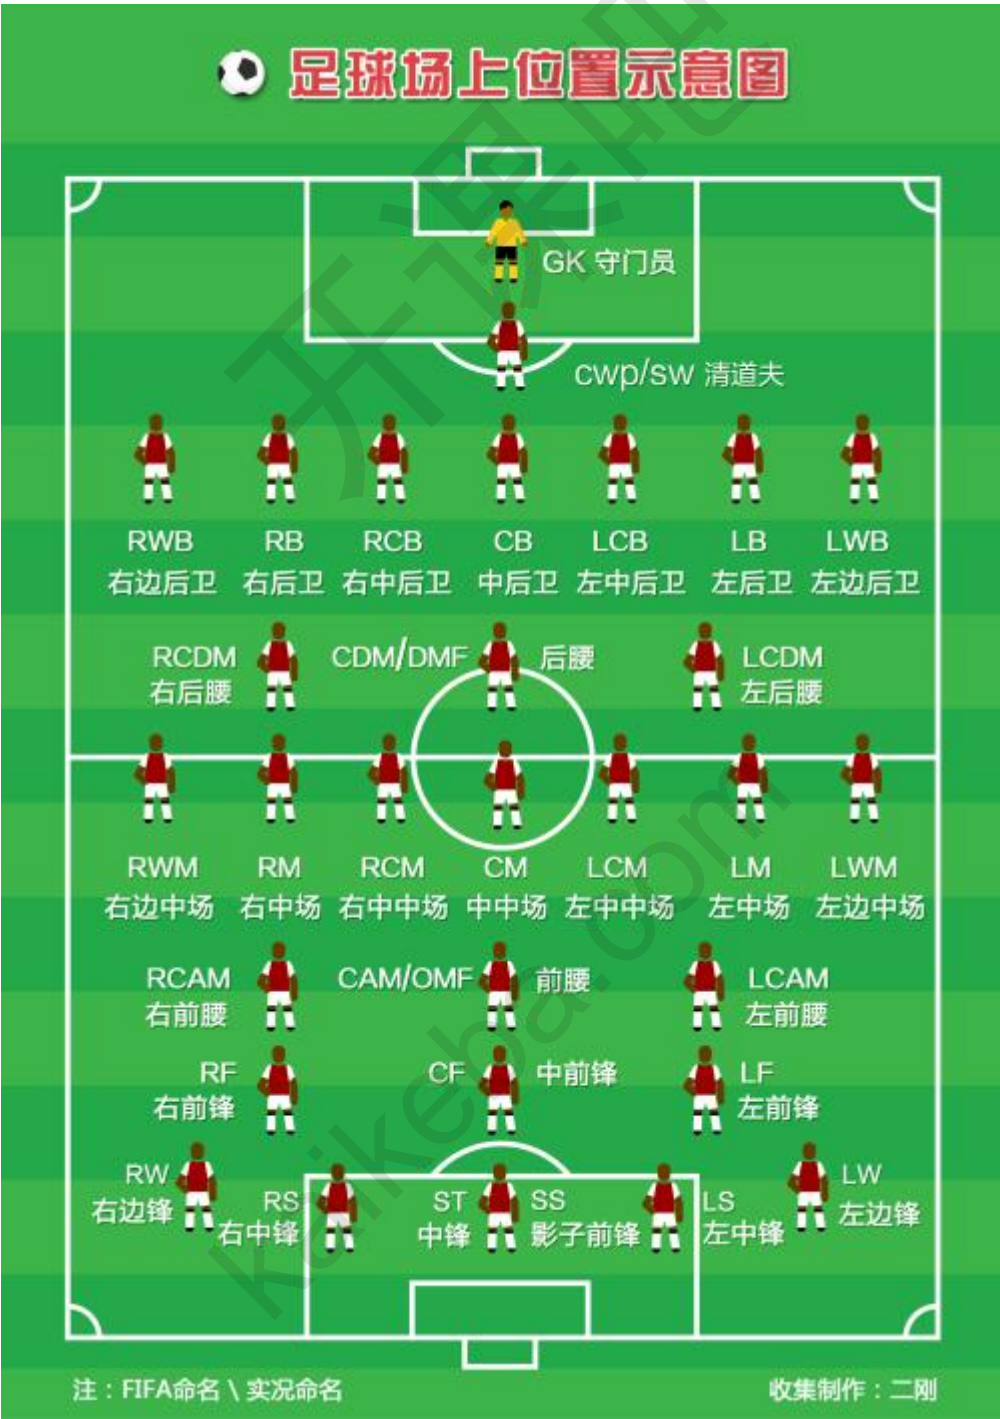 足球场上位置示意图
GK 守门员
cwp/sw 清道夫
RWB RB RCB CB LCB LB LWB
右边后卫 右后卫 右中后卫 中后卫 左中后卫 左后卫 左边后卫
RCDM CDM/DMF 后腰 LCDM
右后腰 左后腰
RWM RM RCM CM LCM LM LWM
右边中场 右中场 右中中场 中中场 左中中场 左中场 左边中场
RCAM CAM/OMF 前腰 LCAM
右前腰 左前腰
RF CF 中前锋 LF
右前锋 左前锋
RW LW
右边锋 左边锋
RS ST SS LS
右中锋 中锋 影子前锋 左中锋
注：FIFA命名 \ 实况命名 收集制作：二刚
开课吧
kaikeba.com